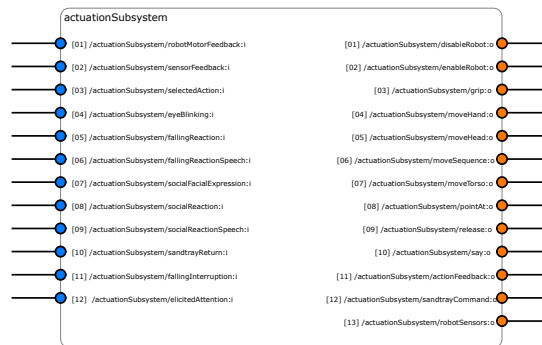 actuationSubsystem
[01] /actuationSubsystem/robotMotorFeedback:i
[02] /actuationSubsystem/sensorFeedback:i
[03] /actuationSubsystem/selectedAction:i
[04] /actuationSubsystem/eyeBlinking:i
[05] /actuationSubsystem/fallingReaction:i
[06] /actuationSubsystem/fallingReactionSpeech:i
[07] /actuationSubsystem/socialFacialExpression:i
[08] /actuationSubsystem/socialReaction:i
[09] /actuationSubsystem/socialReactionSpeech:i
[10] /actuationSubsystem/sandtrayReturn:i
[11] /actuationSubsystem/fallingInterruption:i
[12] /actuationSubsystem/elicitedAttention:i
[01] /actuationSubsystem/disableRobot:o
[02] /actuationSubsystem/enableRobot:o
[03] /actuationSubsystem/grip:o
[04] /actuationSubsystem/moveHand:o
[05] /actuationSubsystem/moveHead:o
[06] /actuationSubsystem/moveSequence:o
[07] /actuationSubsystem/moveTorso:o
[08] /actuationSubsystem/pointAt:o
[09] /actuationSubsystem/release:o
[10] /actuationSubsystem/say:o
[11] /actuationSubsystem/actionFeedback:o
[12] /actuationSubsystem/sandtrayCommand:o
[13] /actuationSubsystem/robotSensors:o